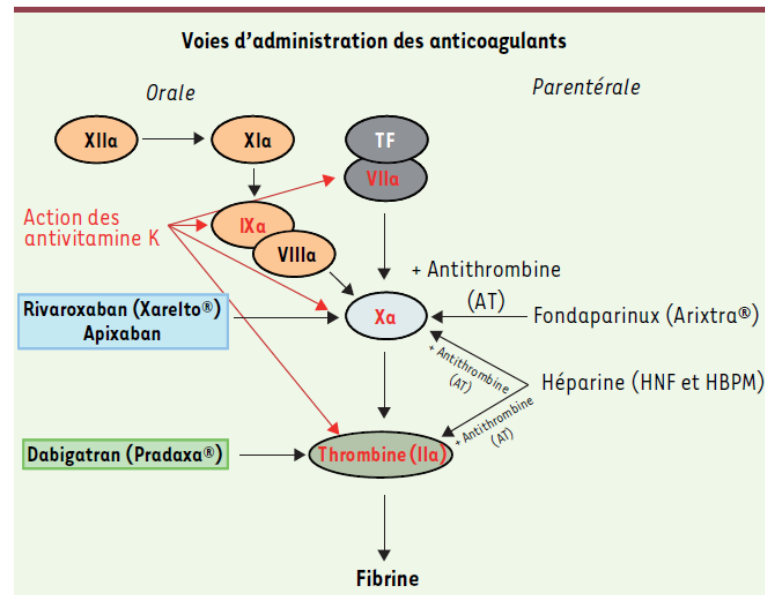 Voies d'administration des anticoagulants
Orale
Parentérale
XIIa
XIa
TF
VIIa
Action des
antivitamine K
IXa
VIIIa
+ Antithrombine
(AT)
Rivaroxaban (Xarelto®)
Apixaban
Xa
Fondaparinux (Arixtra®)
+ Antithrombine
(AT)
Héparine (HNF et HBPM)
+ Antithrombine
(AT)
Dabigatran (Pradaxa®)
Thrombine (IIa)
Fibrine